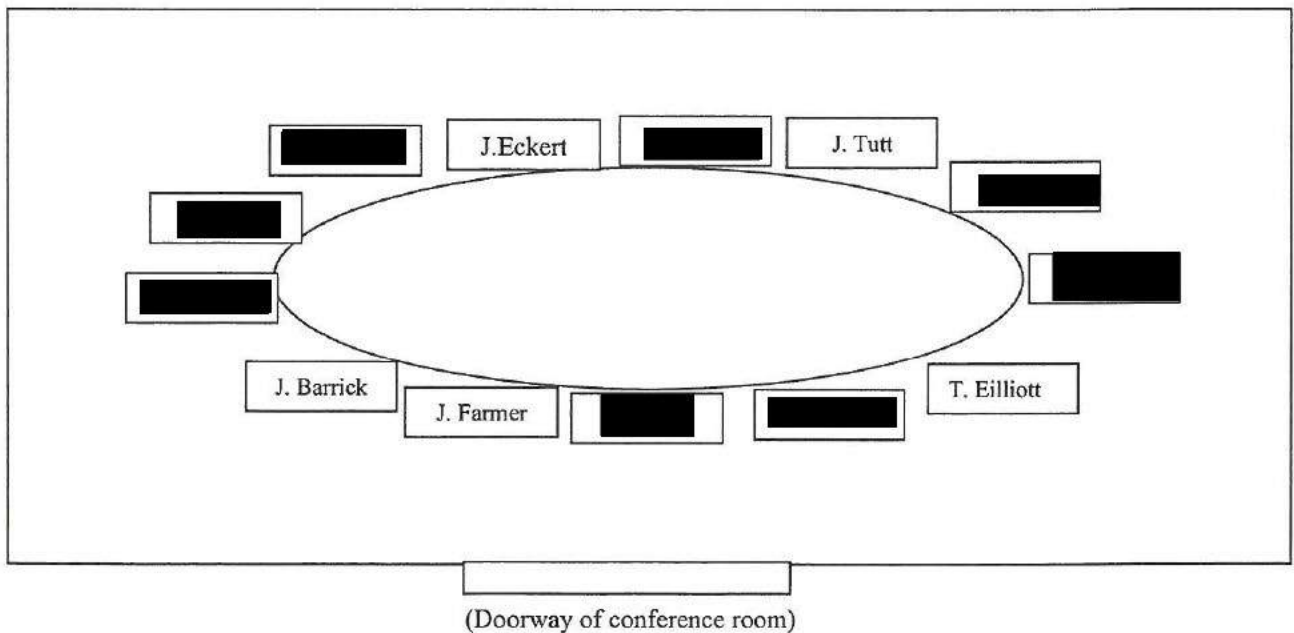 J.Eckert
J. Tutt
J. Barrick
J. Farmer
T. Eilliott
(Doorway of conference room)